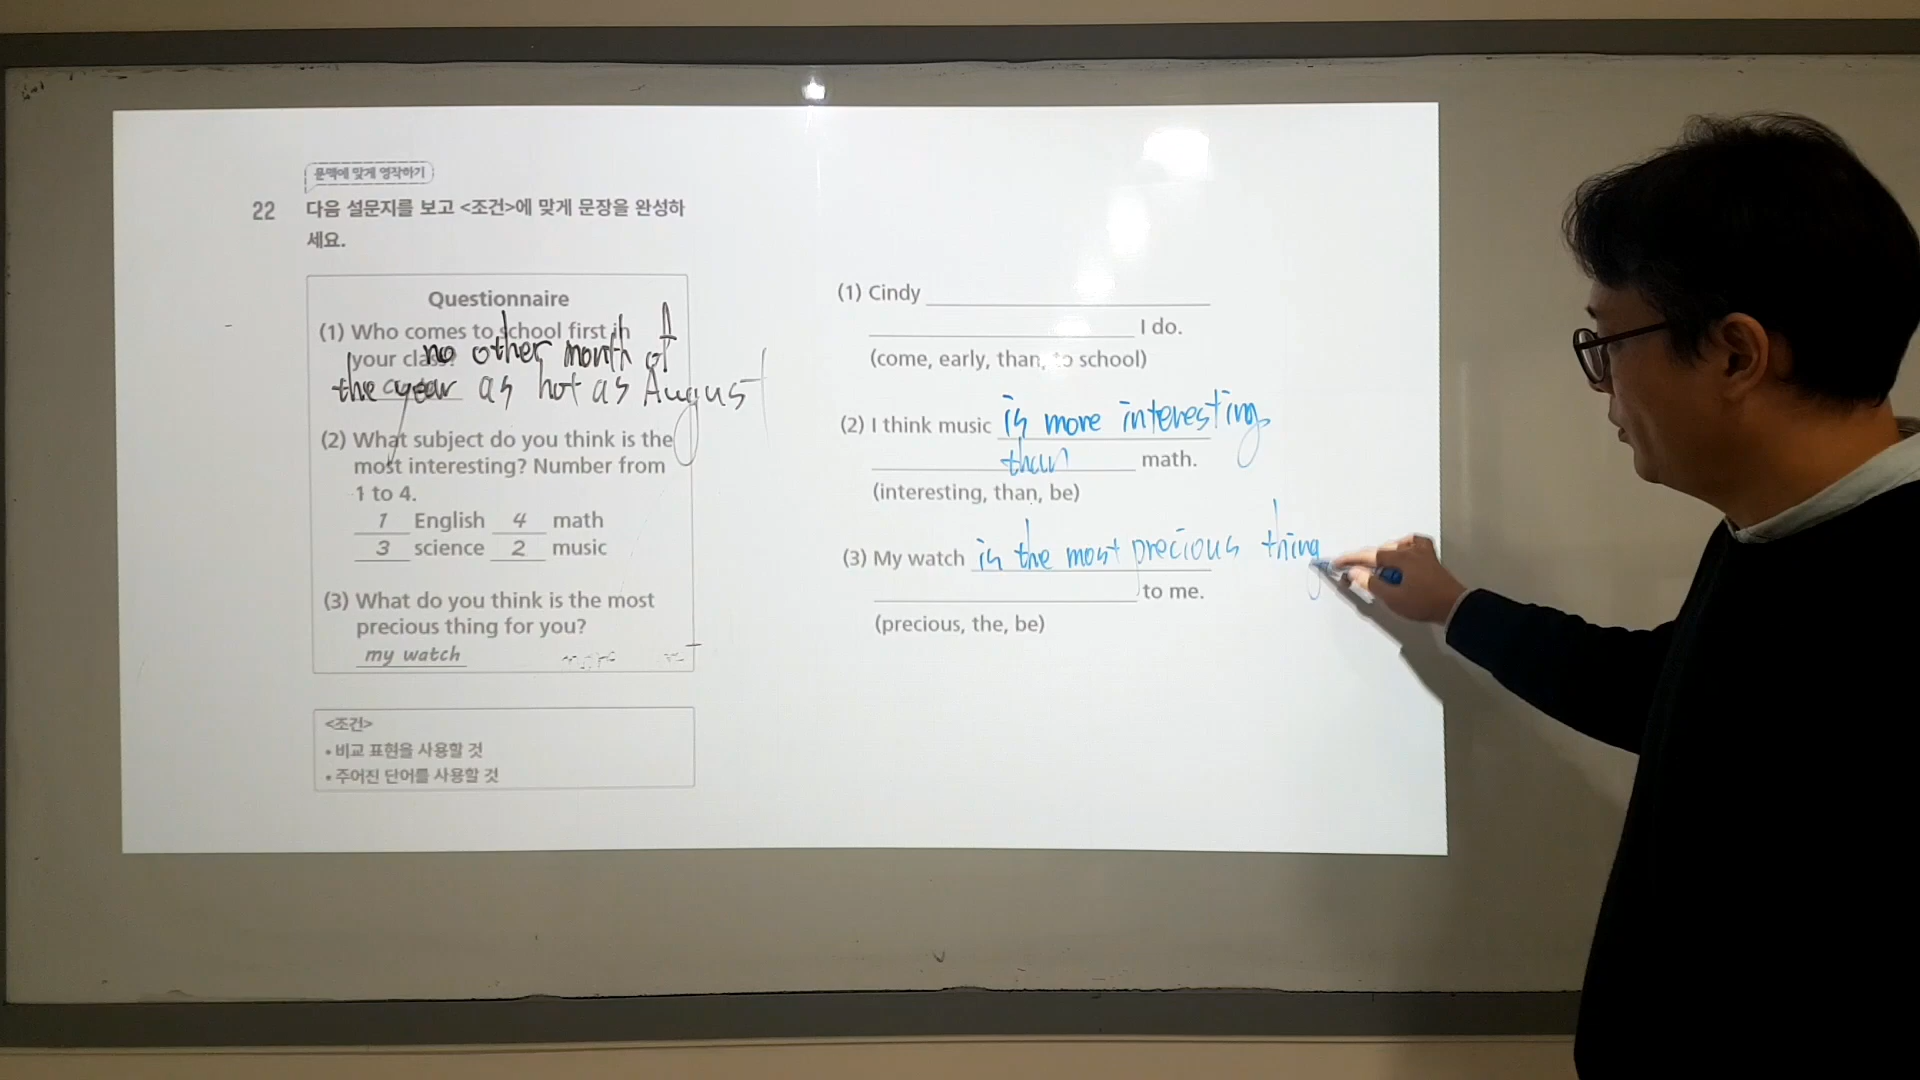 문맥에 맞게 영작하기
22 다음 설문지를 보고 <조건>에 맞게 문장을 완성하
세요.
Questionnaire
(1) Who comes to school first in
your class?
no other month of
the year as hot as August
(2) What subject do you think is the
most interesting? Number from
1 to 4.
1 English 4 math
3 science 2 music
(3) What do you think is the most
precious thing for you?
my watch
<조건>
• 비교 표현을 사용할 것
• 주어진 단어를 사용할 것
(1) Cindy
I do.
(come, early, than, to school)
(2) I think music is more interesting
than math.
(interesting, than, be)
(3) My watch is the most precious thing
to me.
(precious, the, be)